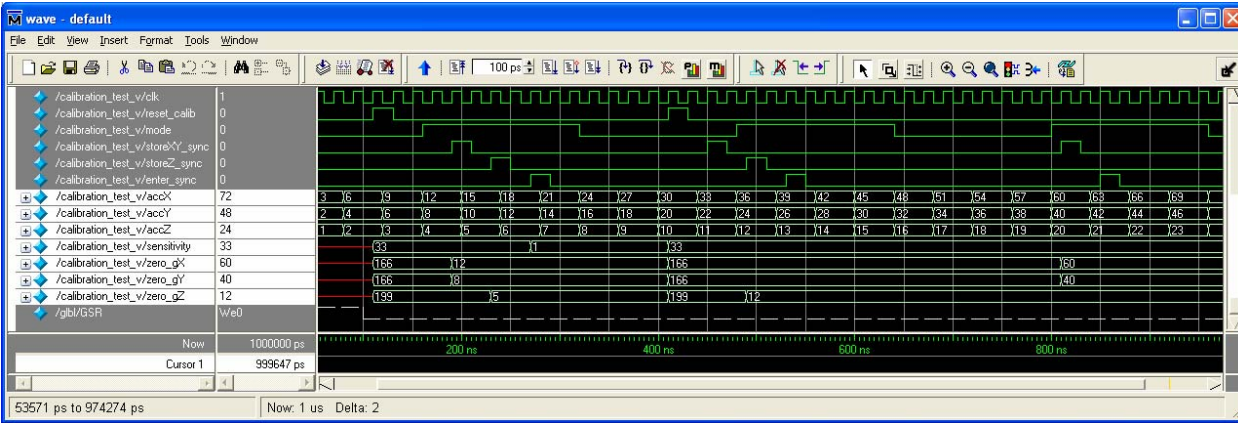 wave - default
File Edit View Insert Format Tools Window
100 ps
/calibration_test_v/clk 1
/calibration_test_v/reset_calib 0
/calibration_test_v/mode 0
/calibration_test_v/storeXY_sync 0
/calibration_test_v/storeZ_sync 0
/calibration_test_v/enter_sync 0
/calibration_test_v/accX 72 3 6 9 12 15 18 21 24 27 30 33 36 39 42 45 48 51 54 57 60 63 66 69
/calibration_test_v/accY 48 2 4 6 8 10 12 14 16 18 20 22 24 26 28 30 32 34 36 38 40 42 44 46
/calibration_test_v/accZ 24 1 2 3 4 5 6 7 8 9 10 11 12 13 14 15 16 17 18 19 20 21 22 23
/calibration_test_v/sensitivity 33 33 1 33
/calibration_test_v/zero_gX 60 166 12 166 60
/calibration_test_v/zero_gY 40 166 8 166 40
/calibration_test_v/zero_gZ 12 199 5 199 12
/glbl/GSR We0
Now 1000000 ps 200 ns 400 ns 600 ns 800 ns
Cursor 1 999647 ps
53571 ps to 974274 ps Now: 1 us Delta: 2